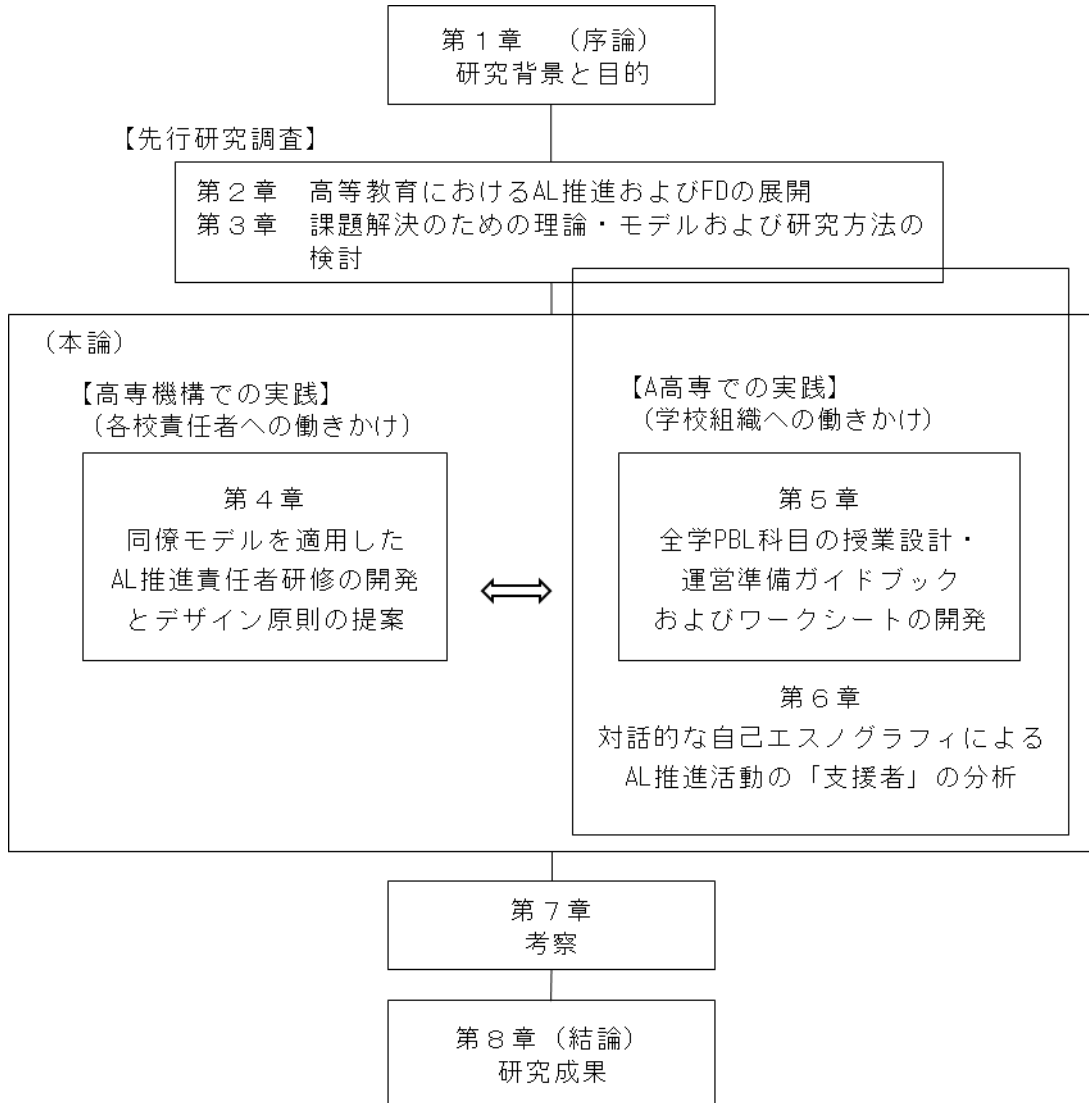 第１章　（序論）
研究背景と目的
【先行研究調査】
第２章　高等教育におけるAL推進およびFDの展開
第３章　課題解決のための理論・モデルおよび研究方法の
検討
（本論）
【高専機構での実践】
（各校責任者への働きかけ）
第４章
同僚モデルを適用した
AL推進責任者研修の開発
とデザイン原則の提案
【A高専での実践】
（学校組織への働きかけ）
第５章
全学PBL科目の授業設計・
運営準備ガイドブック
およびワークシートの開発
第６章
対話的な自己エスノグラフィによる
AL推進活動の「支援者」の分析
第７章
考察
第８章（結論）
研究成果